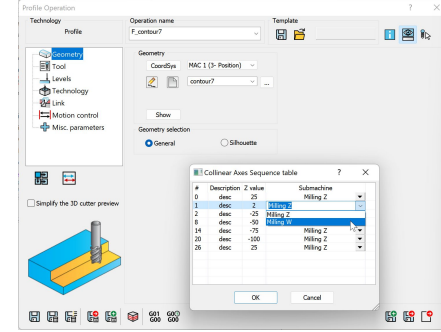 Profile Operation
? ×
Technology
Operation name
Template
Profile
F_contour7
Geometry
Tool
Levels
Technology
Link
Motion control
Misc. parameters
Geometry
CoordSys
MAC 1 (3- Position)
contour7
...
Show
Geometry selection
General
Silhouette
Simplify the 3D cutter preview
Collinear Axes Sequence table
? ×
# Description Z value Submachine
0 desc 25 Milling Z
1 desc 2 Milling Z
2 desc -25 Milling Z
8 desc -50 Milling W
14 desc -75 Milling Z
20 desc -100 Milling Z
26 desc 25 Milling Z
OK
Cancel
G01
G00
G00